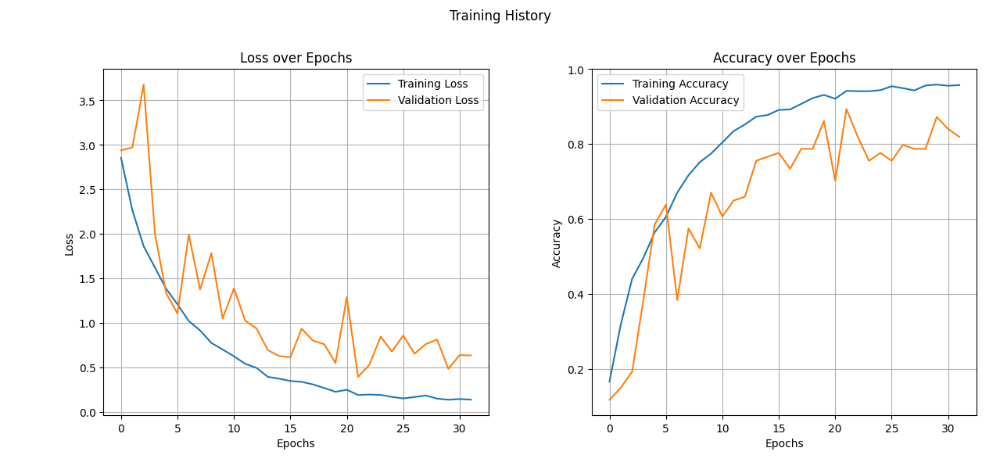 Training History
Loss over Epochs
Training Loss
Validation Loss
3.5
3.0
2.5
2.0
1.5
1.0
0.5
0.0
Loss
0 5 10 15 20 25 30
Epochs
Accuracy over Epochs
Training Accuracy
Validation Accuracy
1.0
0.8
0.6
0.4
0.2
Accuracy
0 5 10 15 20 25 30
Epochs